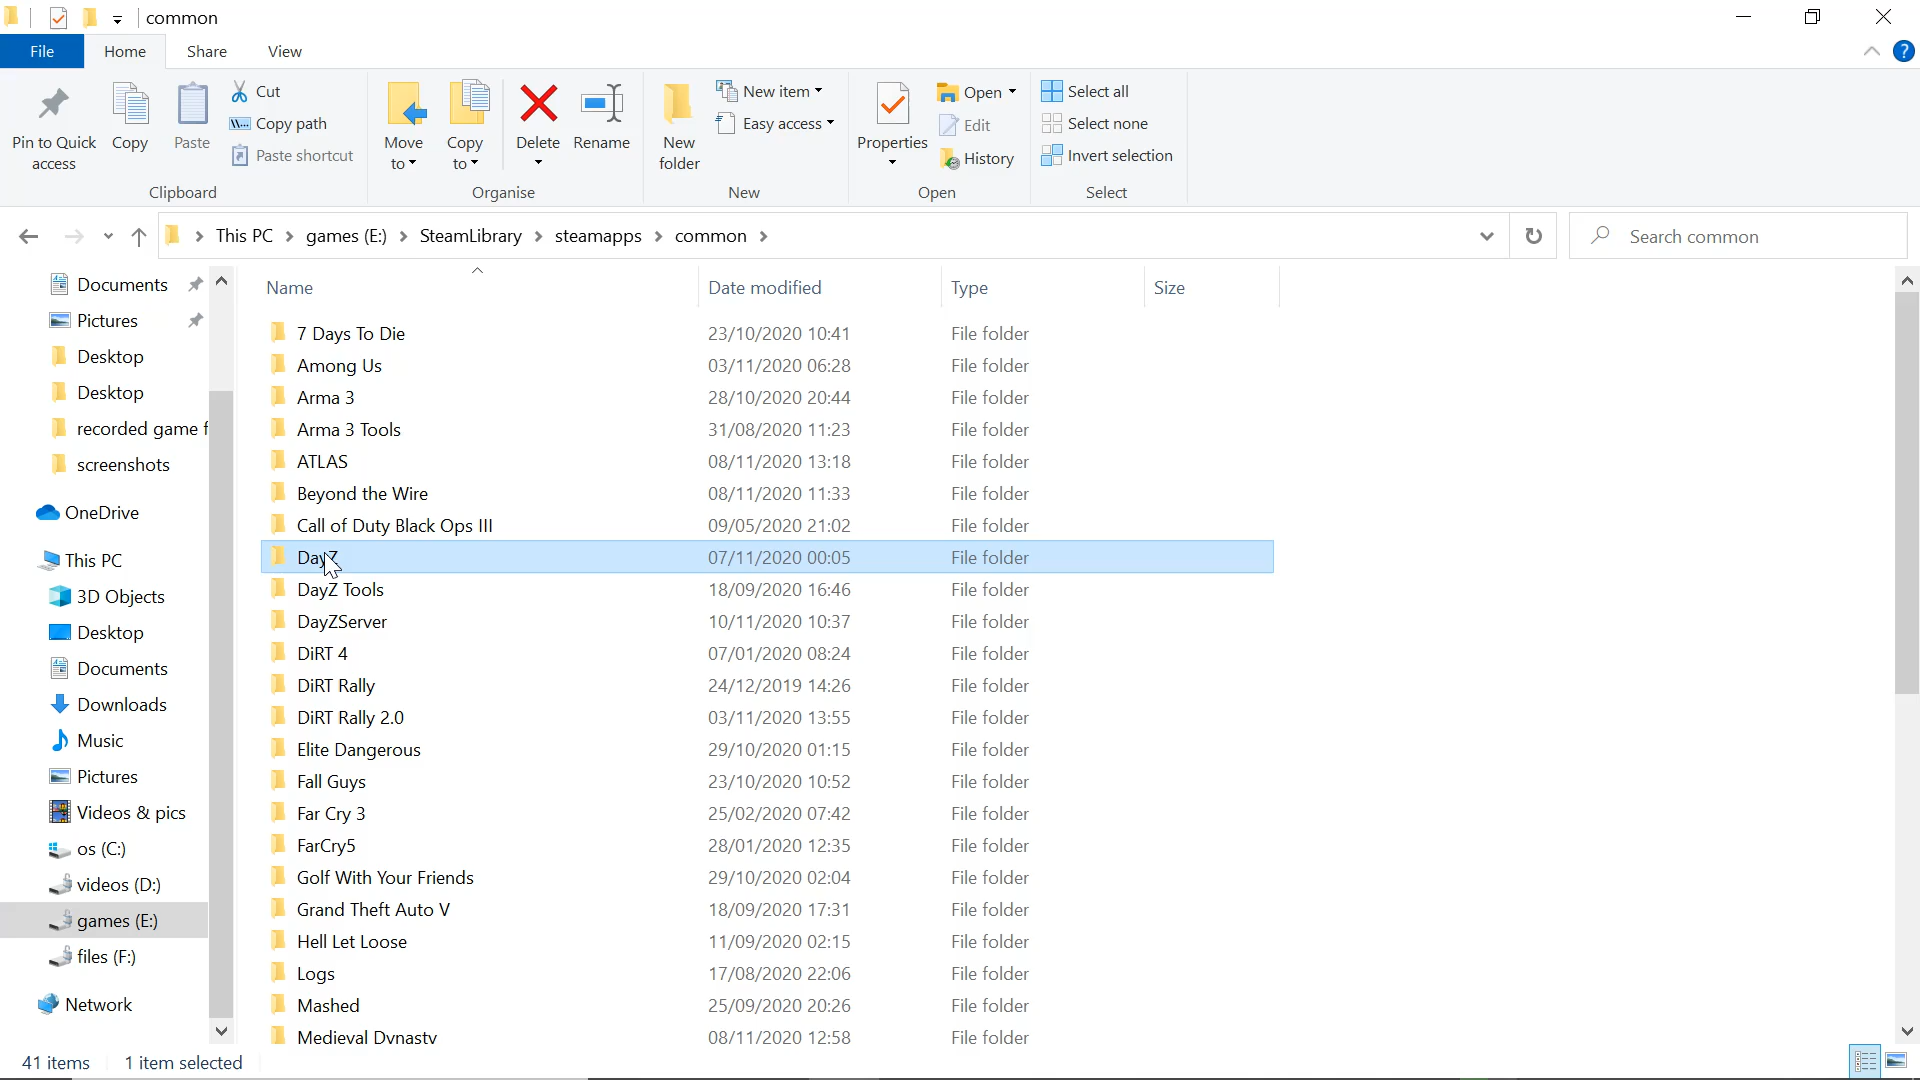 common
File Home Share View
Pin to Quick access
Copy
Paste
Cut
Copy path
Paste shortcut
Clipboard
Move to
Copy to
Delete
Rename
Organise
New folder
New item
Easy access
New
Properties
Open
Edit
History
Open
Select all
Select none
Invert selection
Select
This PC > games (E:) > SteamLibrary > steamapps > common >
Search common
Documents
Pictures
Desktop
Desktop
recorded game f
screenshots
OneDrive
This PC
3D Objects
Desktop
Documents
Downloads
Music
Pictures
Videos & pics
os (C:)
videos (D:)
games (E:)
files (F:)
Network
Name Date modified Type Size
7 Days To Die 23/10/2020 10:41 File folder
Among Us 03/11/2020 06:28 File folder
Arma 3 28/10/2020 20:44 File folder
Arma 3 Tools 31/08/2020 11:23 File folder
ATLAS 08/11/2020 13:18 File folder
Beyond the Wire 08/11/2020 11:33 File folder
Call of Duty Black Ops III 09/05/2020 21:02 File folder
DayZ 07/11/2020 00:05 File folder
DayZ Tools 18/09/2020 16:46 File folder
DayZServer 10/11/2020 10:37 File folder
DiRT 4 07/01/2020 08:24 File folder
DiRT Rally 24/12/2019 14:26 File folder
DiRT Rally 2.0 03/11/2020 13:55 File folder
Elite Dangerous 29/10/2020 01:15 File folder
Fall Guys 23/10/2020 10:52 File folder
Far Cry 3 25/02/2020 07:42 File folder
FarCry5 28/01/2020 12:35 File folder
Golf With Your Friends 29/10/2020 02:04 File folder
Grand Theft Auto V 18/09/2020 17:31 File folder
Hell Let Loose 11/09/2020 02:15 File folder
Logs 17/08/2020 22:06 File folder
Mashed 25/09/2020 20:26 File folder
Medieval Dynasty 08/11/2020 12:58 File folder
41 items 1 item selected